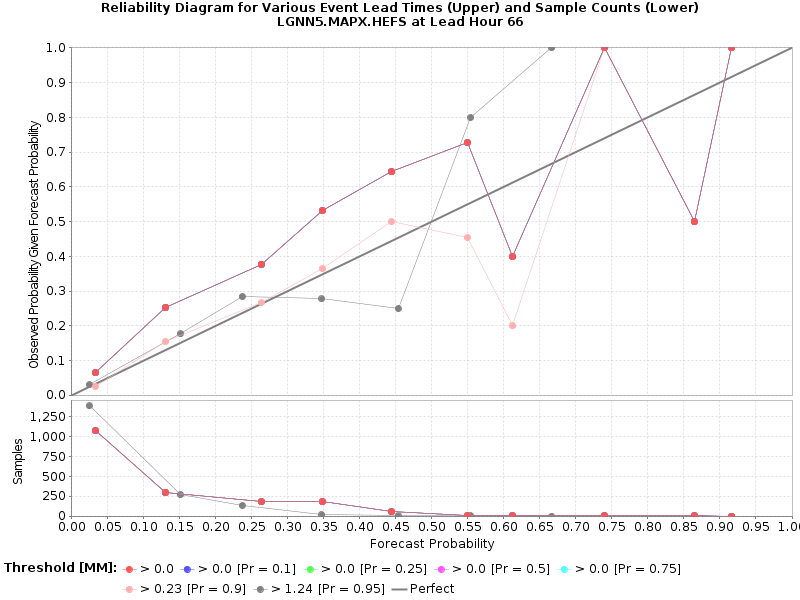 Reliability Diagram for Various Event Lead Times (Upper) and Sample Counts (Lower)
LGNN5.MAPX.HEFS at Lead Hour 66
Observed Probability Given Forecast Probability
1.0
0.9
0.8
0.7
0.6
0.5
0.4
0.3
0.2
0.1
0.0
Samples
1,250
1,000
750
500
250
0
0.00 0.05 0.10 0.15 0.20 0.25 0.30 0.35 0.40 0.45 0.50 0.55 0.60 0.65 0.70 0.75 0.80 0.85 0.90 0.95 1.0
Forecast Probability
Threshold [MM]: > 0.0 > 0.0 [Pr = 0.1] > 0.0 [Pr = 0.25] > 0.0 [Pr = 0.5] > 0.0 [Pr = 0.75]
> 0.23 [Pr = 0.9] > 1.24 [Pr = 0.95] Perfect